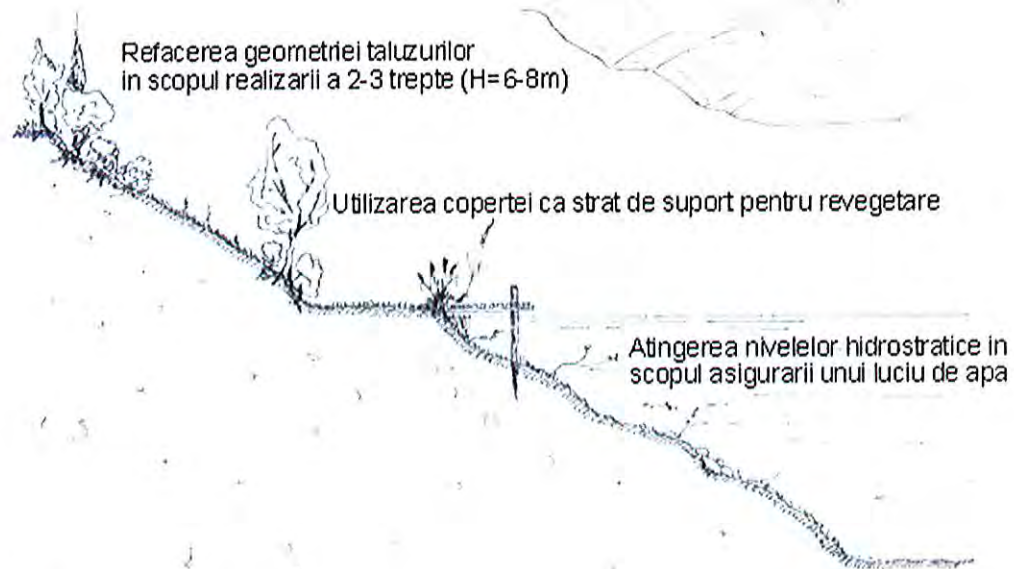 Refacerea geometriei taluzurilor
in scopul realizarii a 2-3 trepte (H=6-8m)
Utilizarea copertei ca strat de suport pentru revegetare
Atingerea nivelelor hidrostratice in
scopul asigurarii unui luciu de apa